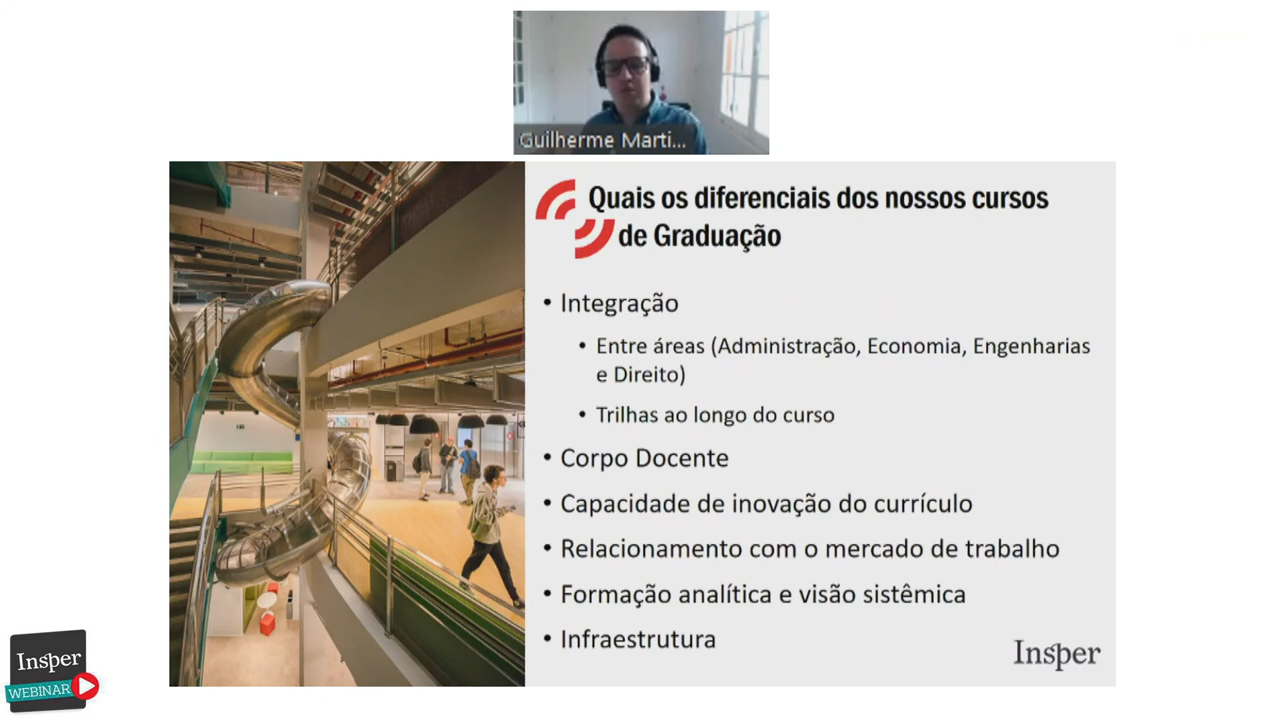 Guilherme Marti...
Quais os diferenciais dos nossos cursos
de Graduação
• Integração
• Entre áreas (Administração, Economia, Engenharias
e Direito)
• Trilhas ao longo do curso
• Corpo Docente
• Capacidade de inovação do currículo
• Relacionamento com o mercado de trabalho
• Formação analítica e visão sistêmica
• Infraestrutura
Insper
Insper
WEBINAR